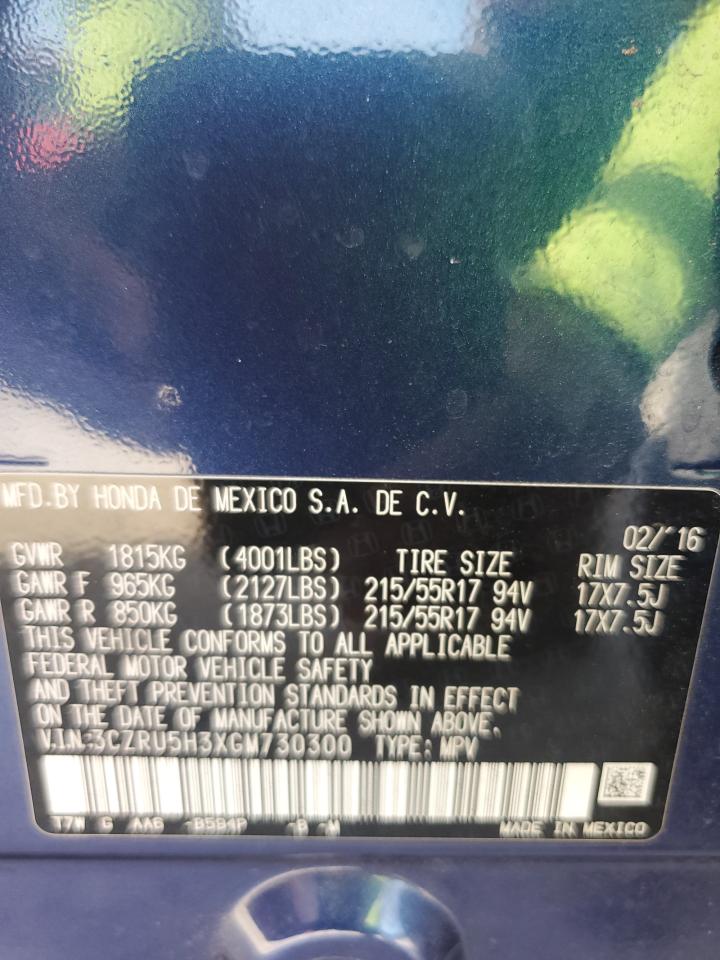 MFD.BY HONDA DE MEXICO S.A. DE C.V.
02/'16
GVWR 1815KG (4001LBS) TIRE SIZE RIM SIZE
GAWR F 965KG (2127LBS) 215/55R17 94V 17X7.5J
GAWR R 850KG (1873LBS) 215/55R17 94V 17X7.5J
THIS VEHICLE CONFORMS TO ALL APPLICABLE
FEDERAL MOTOR VEHICLE SAFETY
AND THEFT PREVENTION STANDARDS IN EFFECT
ON THE DATE OF MANUFACTURE SHOWN ABOVE.
V.I.N:3CZRU5H3XGM730300 TYPE: MPV
T7W G AA6 -B594P -B -M MADE IN MEXICO